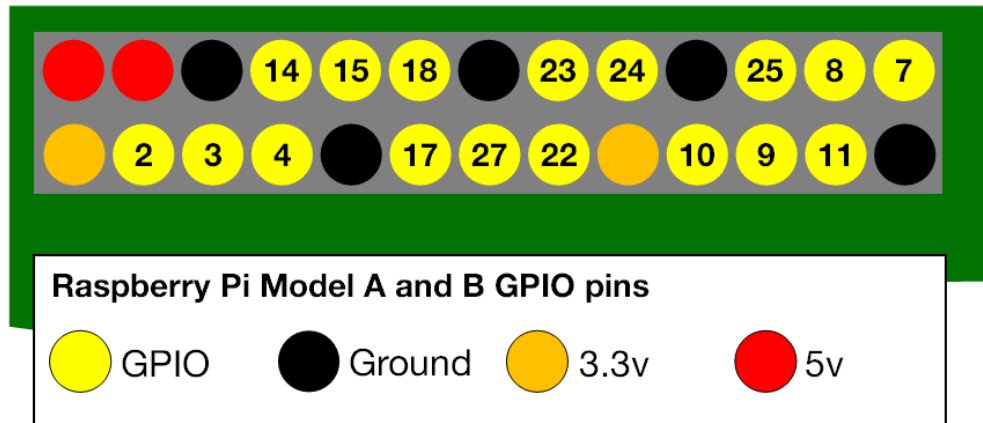 14 15 18 23 24 25 8 7
2 3 4 17 27 22 10 9 11
Raspberry Pi Model A and B GPIO pins
GPIO Ground 3.3v 5v